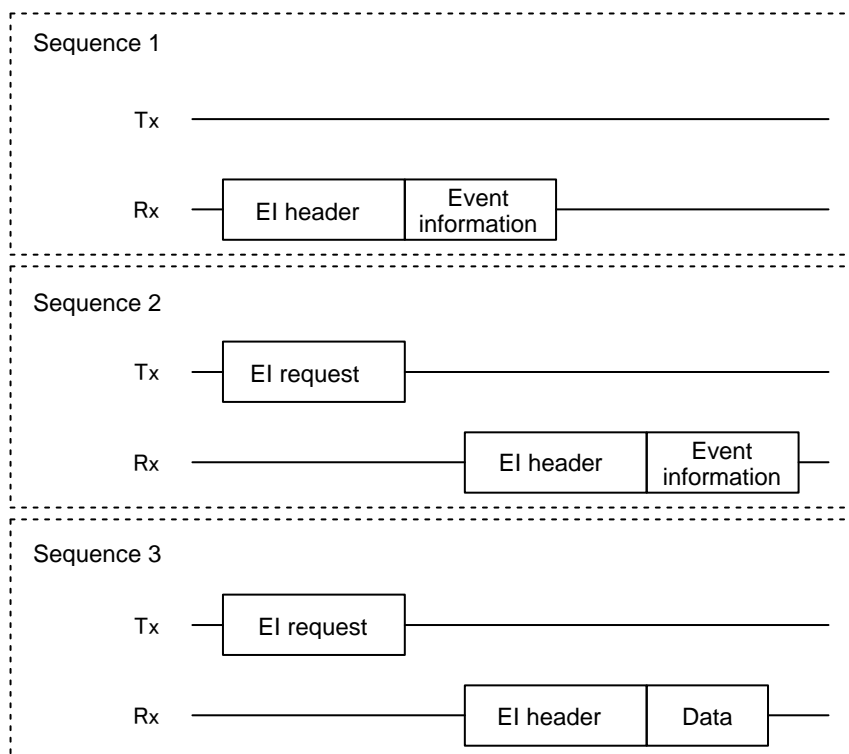 Sequence 1
Tx
Rx
EI header
Event
information
Sequence 2
Tx
EI request
Rx
EI header
Event
information
Sequence 3
Tx
EI request
Rx
EI header
Data